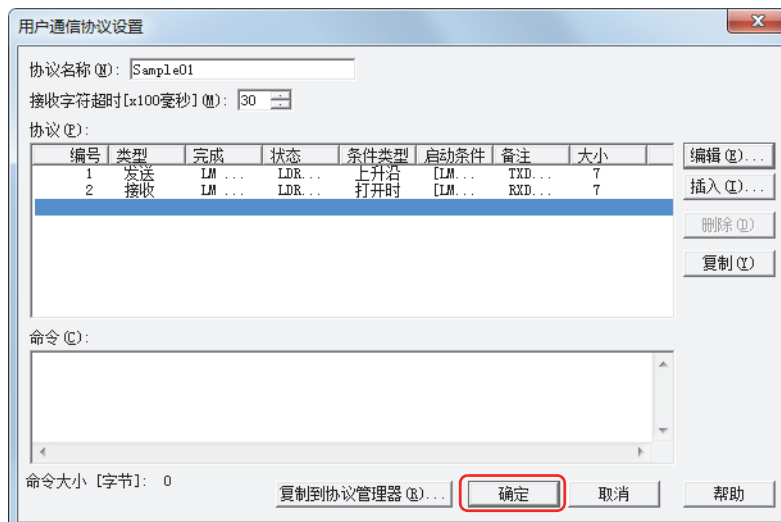 用户通信协议设置
协议名称(N): Sample01
接收字符超时[x100毫秒](M): 30
协议(P):
编号 类型 完成 状态 条件类型 启动条件 备注 大小
1 发送 LM ... LDR... 上升沿 [LM... TXD... 7
2 接收 LM ... LDR... 打开时 [LM... RXD... 7
编辑(E)...
插入(I)...
删除(D)
复制(Y)
命令(C):
命令大小 [字节]: 0
复制到协议管理器(R)... 确定 取消 帮助